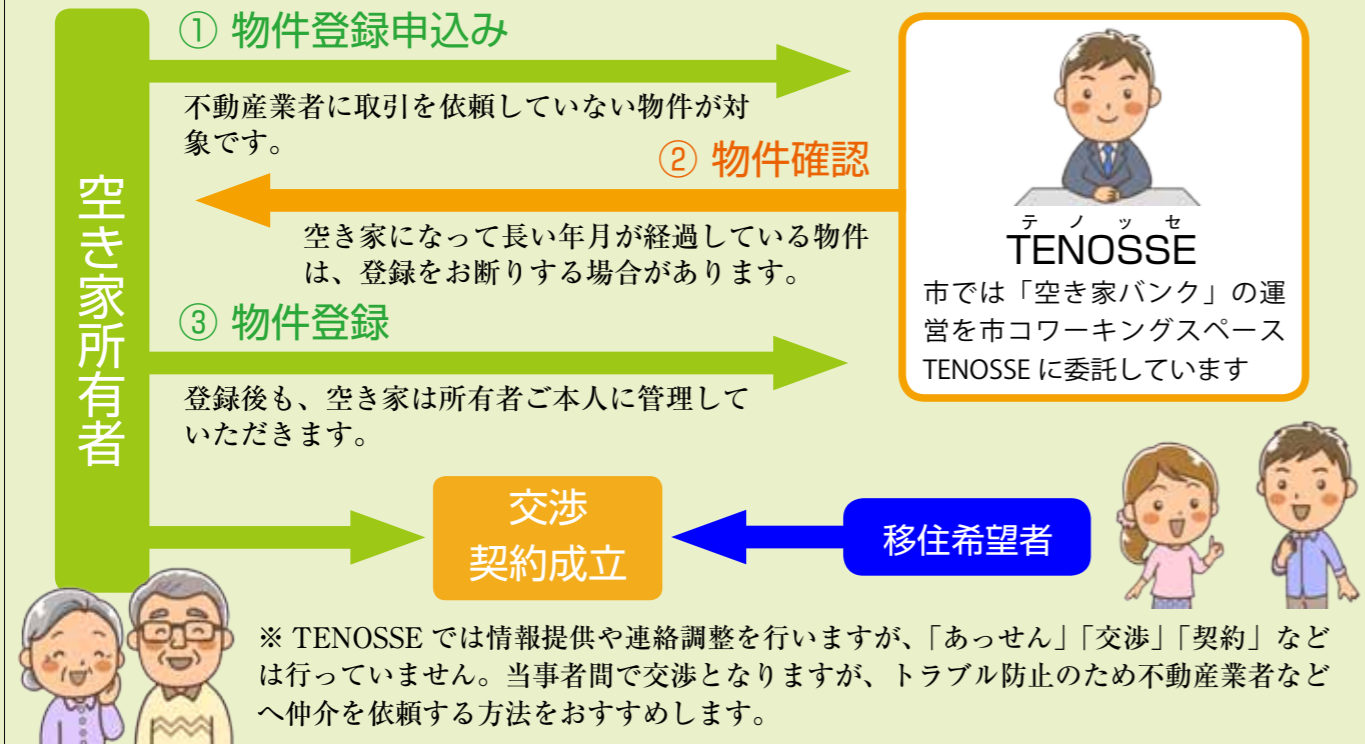 空き家所有者
① 物件登録申込み
不動産業者に取引を依頼していない物件が対
象です。
② 物件確認
空き家になって長い年月が経過している物件
は、登録をお断りする場合があります。
③ 物件登録
登録後も、空き家は所有者ご本人に管理して
いただきます。
テノッセ
TENOSSE
市では「空き家バンク」の運
営を市コワーキングスペース
TENOSSE に委託しています
交渉
契約成立
移住希望者
※ TENOSSE では情報提供や連絡調整を行いますが、「あっせん」「交渉」「契約」など
は行っていません。当事者間で交渉となりますが、トラブル防止のため不動産業者など
へ仲介を依頼する方法をおすすめします。